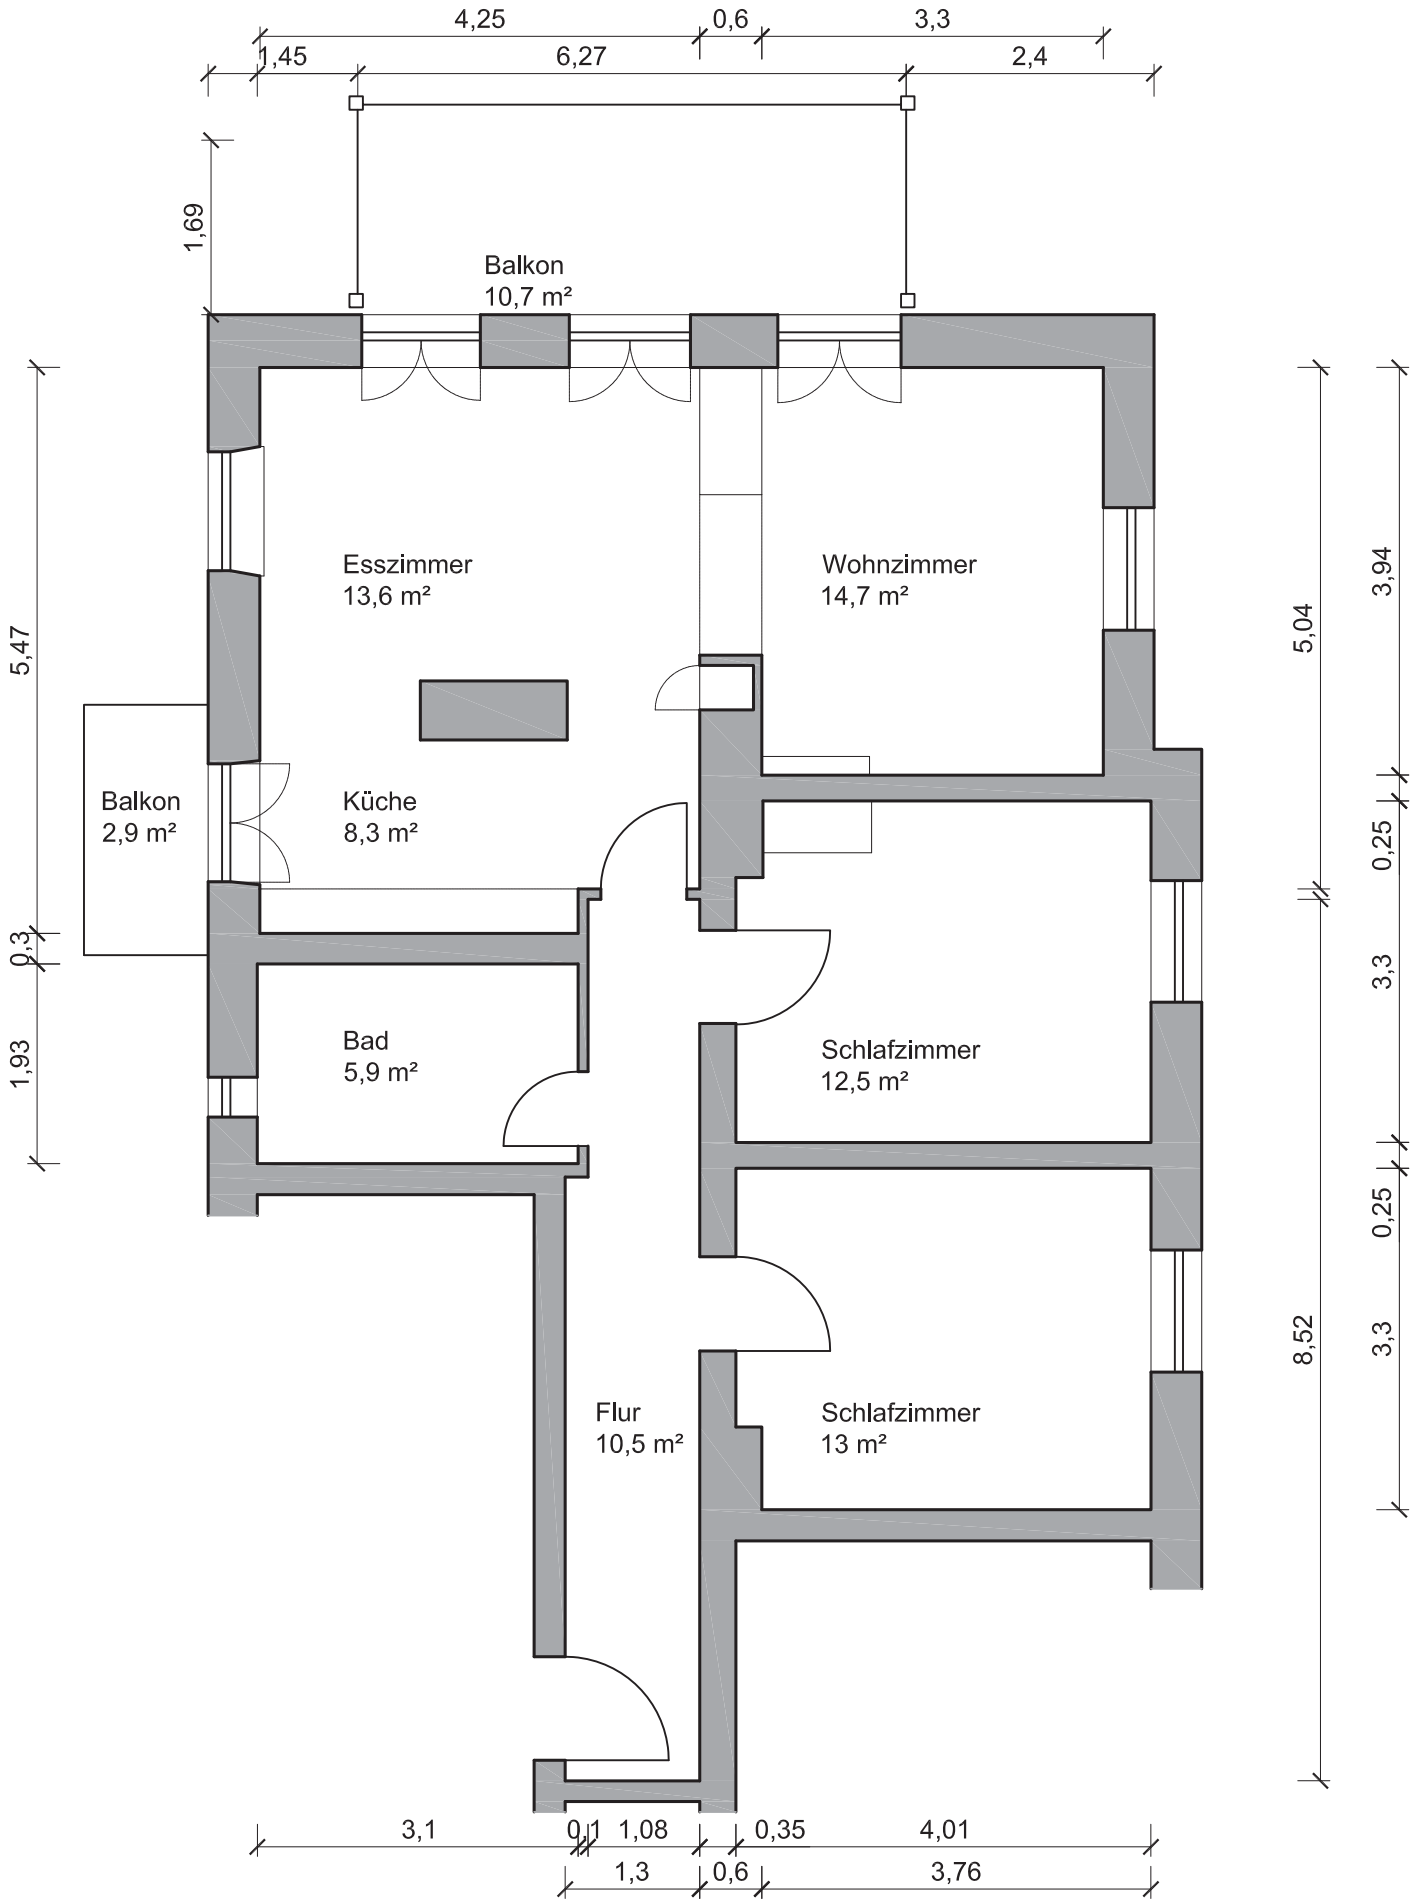 4,25
0,6
3,3
1,45
6,27
2,4
1,69
Balkon
10,7 m²
Esszimmer
13,6 m²
Wohnzimmer
14,7 m²
3,94
5,04
5,47
Balkon
2,9 m²
Küche
8,3 m²
0,25
0,3
3,3
Bad
5,9 m²
1,93
Schlafzimmer
12,5 m²
0,25
8,52
3,3
Flur
10,5 m²
Schlafzimmer
13 m²
3,1
0,1
1,08
0,35
4,01
1,3
0,6
3,76